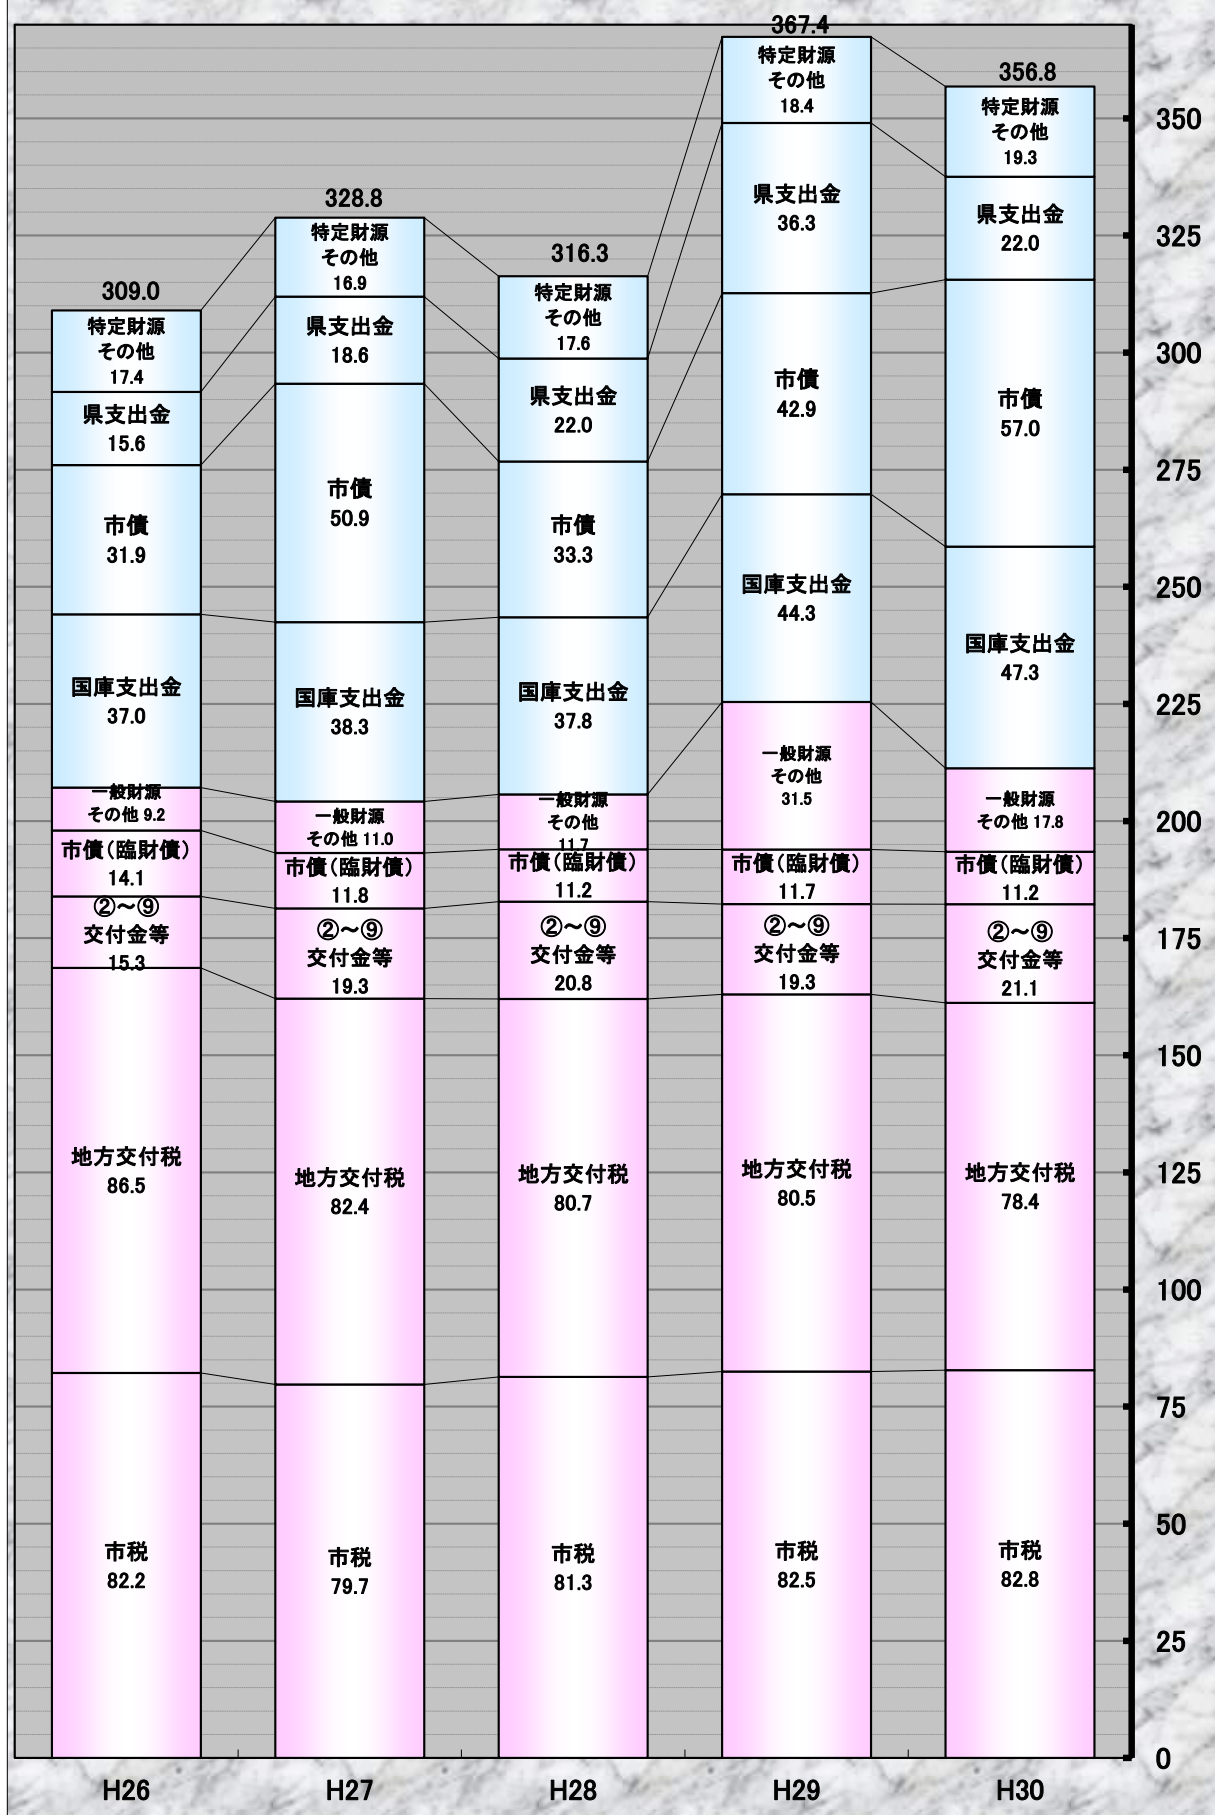 309.0
特定財源
その他
17.4
県支出金
15.6
市債
31.9
国庫支出金
37.0
一般財源
その他 9.2
市債（臨財債）
14.1
②～⑨
交付金等
15.3
地方交付税
86.5
市税
82.2
H26
328.8
特定財源
その他
16.9
県支出金
18.6
市債
50.9
国庫支出金
38.3
一般財源
その他 11.0
市債（臨財債）
11.8
②～⑨
交付金等
19.3
地方交付税
82.4
市税
79.7
H27
316.3
特定財源
その他
17.6
県支出金
22.0
市債
33.3
国庫支出金
37.8
一般財源
その他
11.7
市債（臨財債）
11.2
②～⑨
交付金等
20.8
地方交付税
80.7
市税
81.3
H28
367.4
特定財源
その他
18.4
県支出金
36.3
市債
42.9
国庫支出金
44.3
一般財源
その他
31.5
市債（臨財債）
11.7
②～⑨
交付金等
19.3
地方交付税
80.5
市税
82.5
H29
356.8
特定財源
その他
19.3
県支出金
22.0
市債
57.0
国庫支出金
47.3
一般財源
その他 17.8
市債（臨財債）
11.2
②～⑨
交付金等
21.1
地方交付税
78.4
市税
82.8
H30
350
325
300
275
250
225
200
175
150
125
100
75
50
25
0